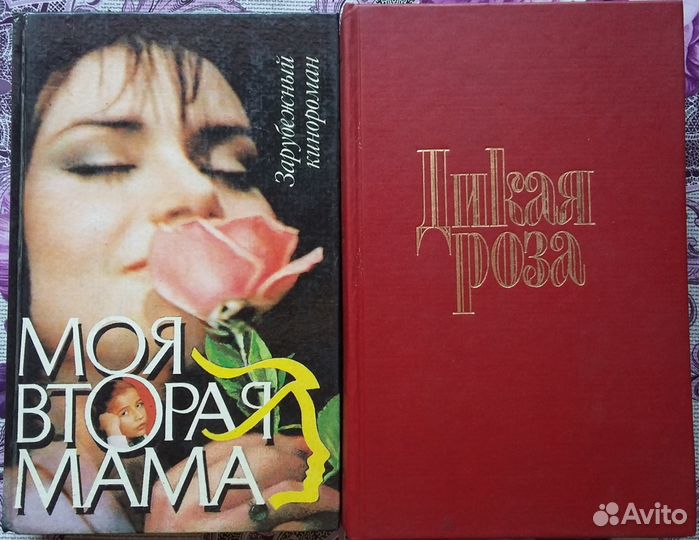 Зарубежный
кинороман
МОЯ
ВТОРАЯ
МАМА
Дикая
роза
Avito